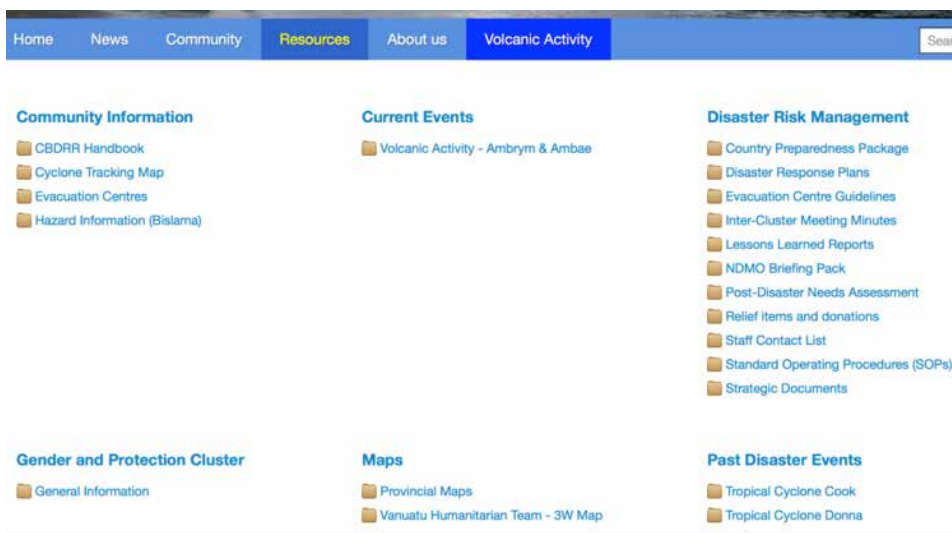 Home News Community Resources About us Volcanic Activity
Community Information
CBDRR Handbook
Cyclone Tracking Map
Evacuation Centres
Hazard Information (Bislama)
Current Events
Volcanic Activity - Ambrym & Ambae
Disaster Risk Management
Country Preparedness Package
Disaster Response Plans
Evacuation Centre Guidelines
Inter-Cluster Meeting Minutes
Lessons Learned Reports
NDMO Briefing Pack
Post-Disaster Needs Assessment
Relief items and donations
Staff Contact List
Standard Operating Procedures (SOPs)
Strategic Documents
Gender and Protection Cluster
General Information
Maps
Provincial Maps
Vanuatu Humanitarian Team - 3W Map
Past Disaster Events
Tropical Cyclone Cook
Tropical Cyclone Donna